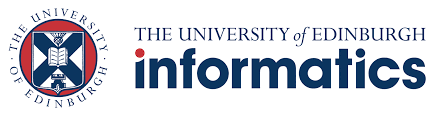 THE UNIVERSITY
OF EDINBURGH
THE UNIVERSITY of EDINBURGH
informatics